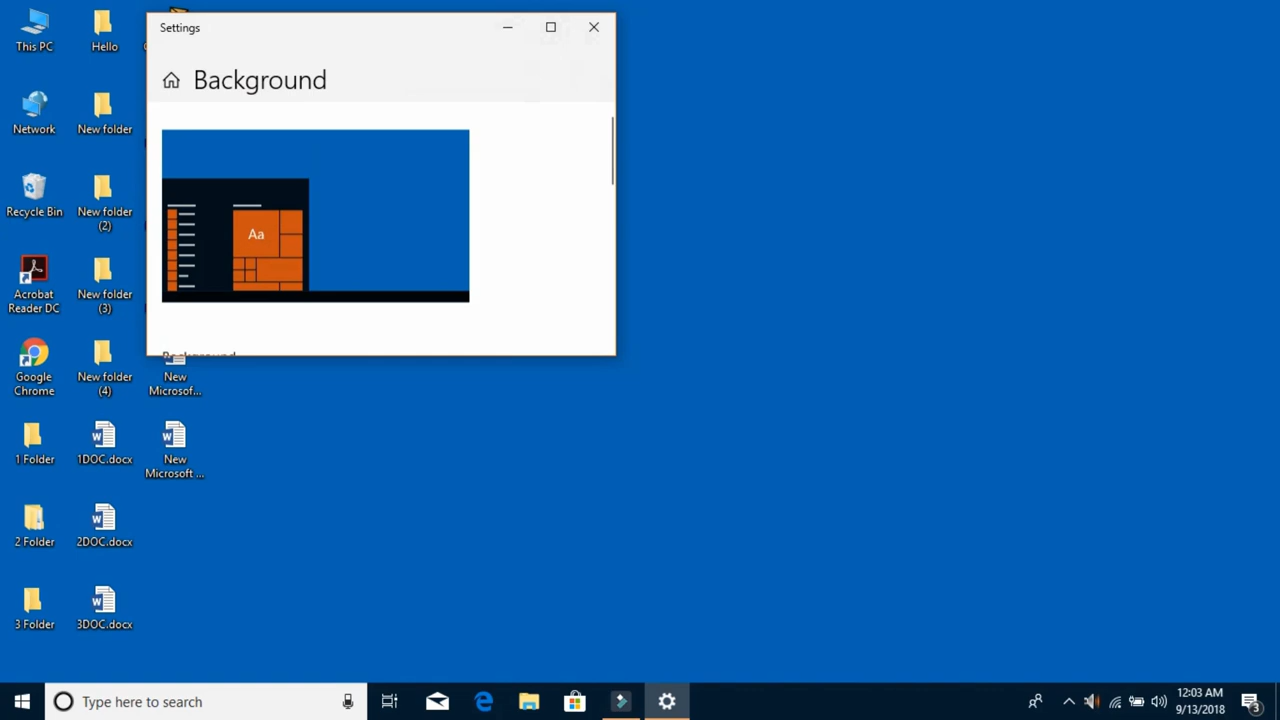 This PC
Hello
Network
New folder
Recycle Bin
New folder
(2)
Acrobat
Reader DC
New folder
(3)
Google
Chrome
New folder
(4)
New
Microsof...
1 Folder
1DOC.docx
New
Microsoft ...
2 Folder
2DOC.docx
3 Folder
3DOC.docx
Settings
Background
Aa
Background
Type here to search
12:03 AM
9/13/2018
3